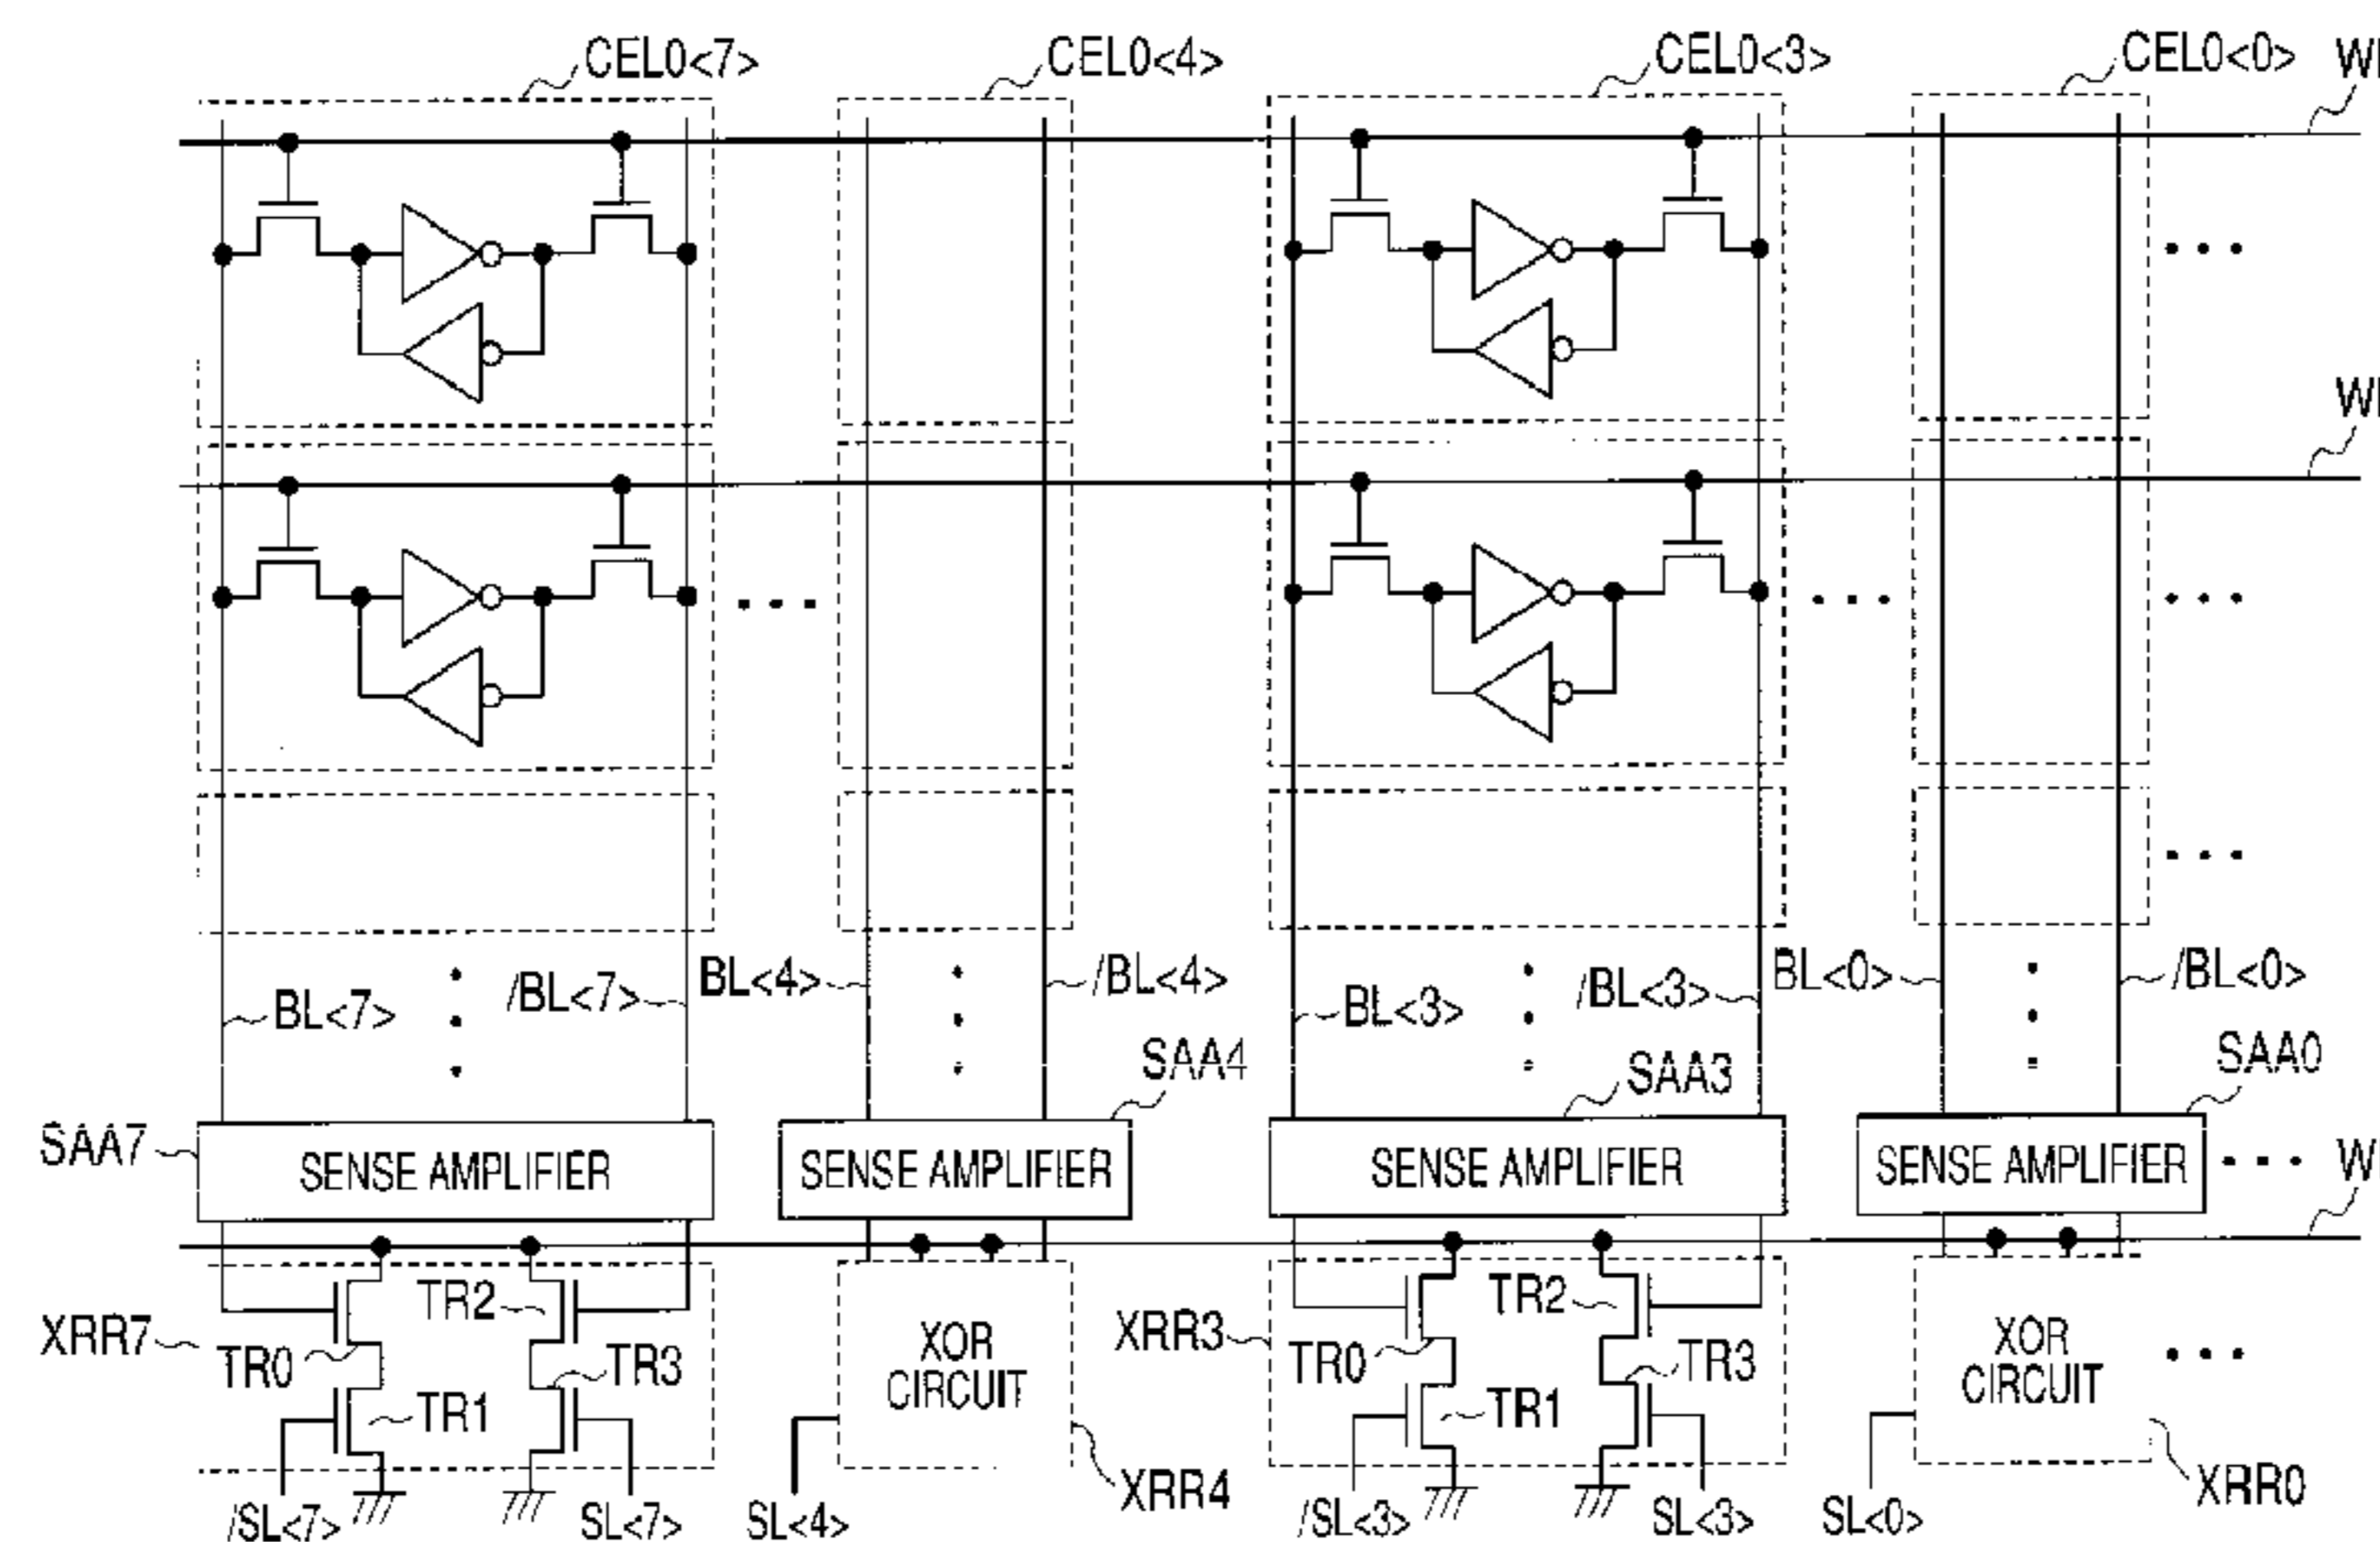 CEL0<7>
CEL0<4>
CEL0<3>
CEL0<0>
BL<7>
/BL<7>
BL<4>
/BL<4>
BL<3>
/BL<3>
BL<0>
/BL<0>
SAA7
SAA4
SAA3
SAA0
SENSE AMPLIFIER
SENSE AMPLIFIER
SENSE AMPLIFIER
SENSE AMPLIFIER
XRR7
TR0
TR2
TR1
TR3
XOR
CIRCUIT
XRR4
XRR3
TR0
TR2
TR1
TR3
XOR
CIRCUIT
XRR0
/SL<7>
SL<7>
SL<4>
/SL<3>
SL<3>
SL<0>